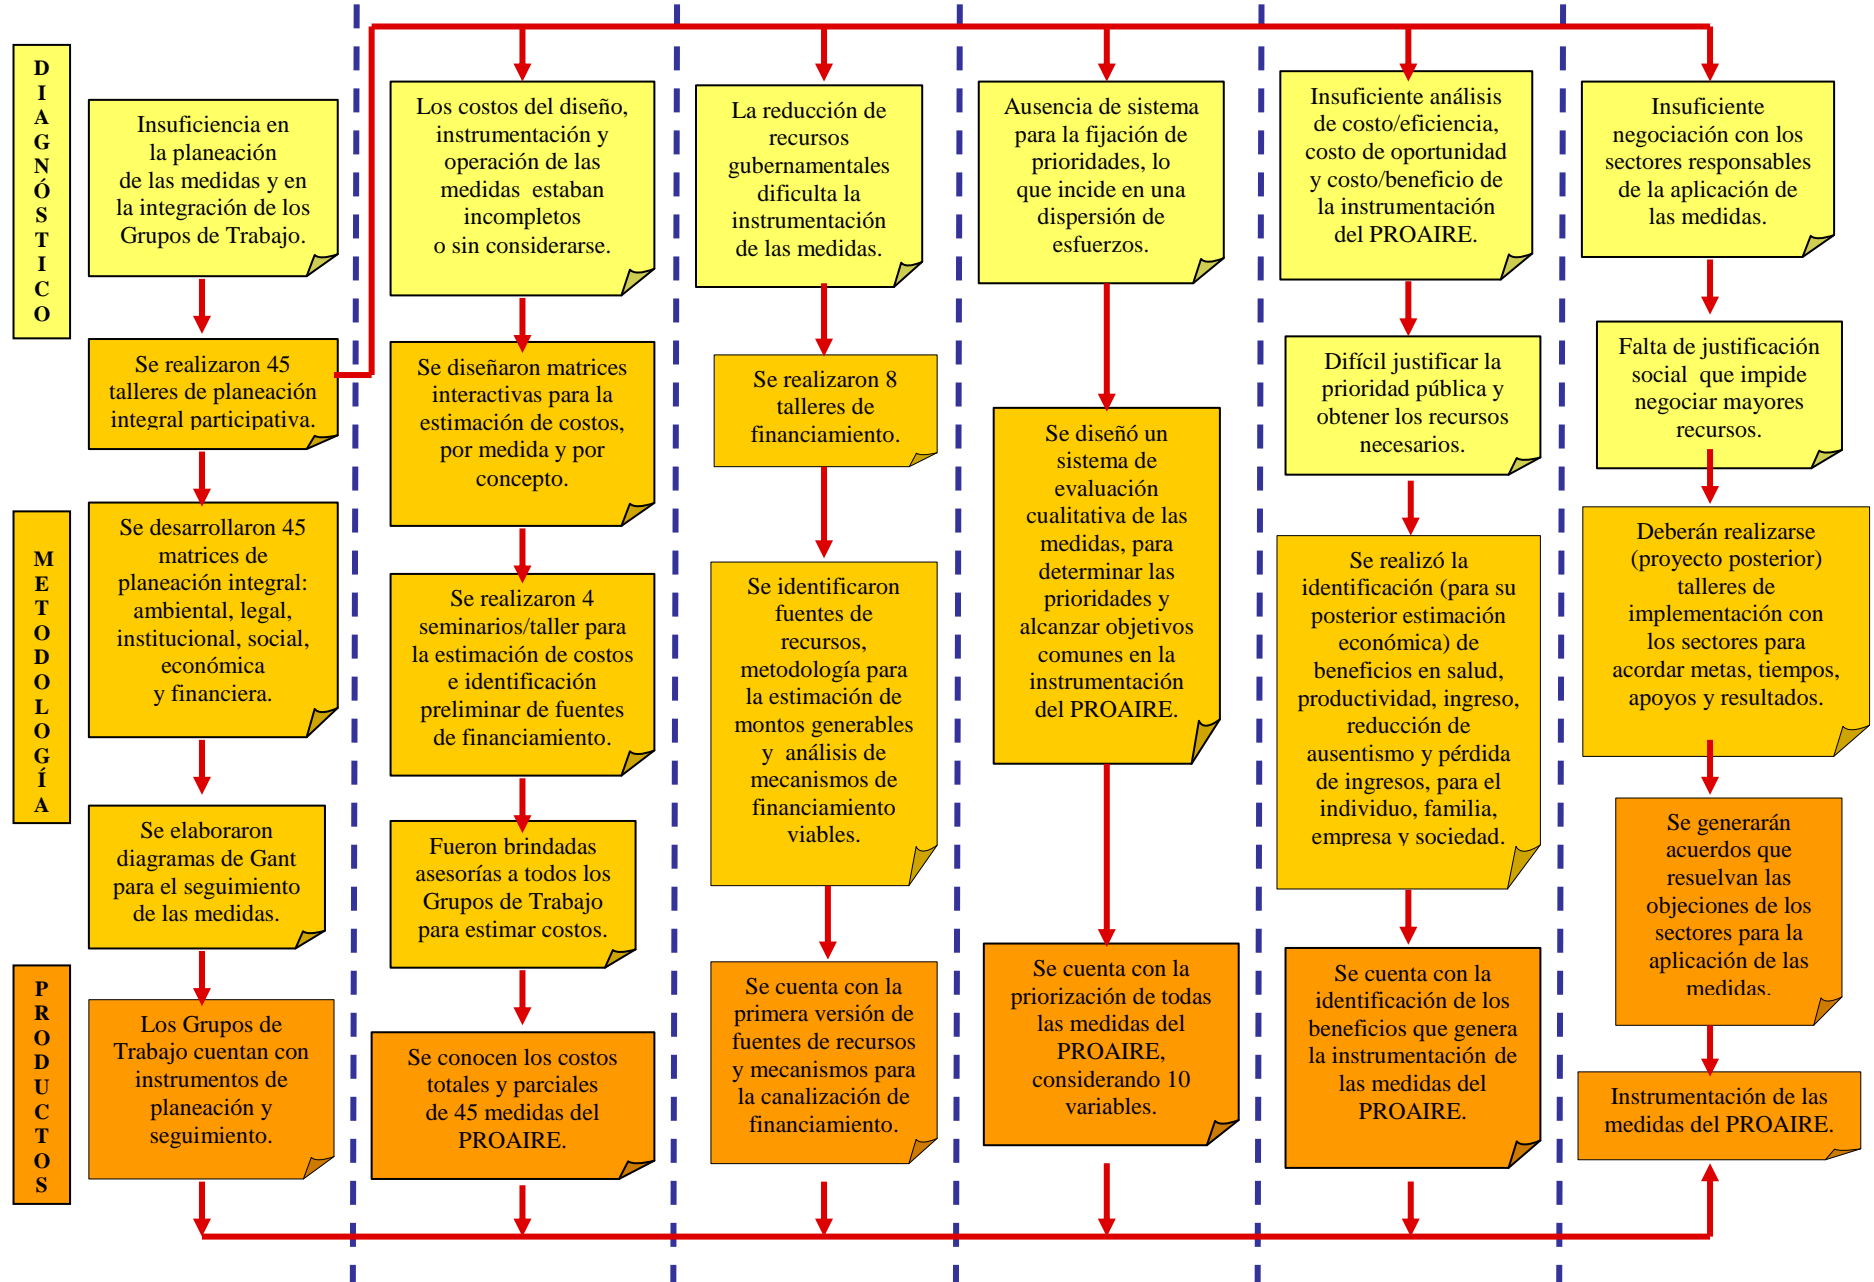 DIAGNÓSTICO
Insuficiencia en
la planeación
de las medidas y en
la integración de los
Grupos de Trabajo.
Se realizaron 45
talleres de planeación
integral participativa.
METODOLOGÍA
Se desarrollaron 45
matrices de
planeación integral:
ambiental, legal,
institucional, social,
económica
y financiera.
Se elaboraron
diagramas de Gant
para el seguimiento
de las medidas.
PRODUCTOS
Los Grupos de
Trabajo cuentan con
instrumentos de
planeación y
seguimiento.
Los costos del diseño,
instrumentación y
operación de las
medidas estaban
incompletos
o sin considerarse.
Se diseñaron matrices
interactivas para la
estimación de costos,
por medida y por
concepto.
Se realizaron 4
seminarios/taller para
la estimación de costos
e identificación
preliminar de fuentes
de financiamiento.
Fueron brindadas
asesorías a todos los
Grupos de Trabajo
para estimar costos.
Se conocen los costos
totales y parciales
de 45 medidas del
PROAIRE.
La reducción de
recursos
gubernamentales
dificulta la
instrumentación
de las medidas.
Se realizaron 8
talleres de
financiamiento.
Se identificaron
fuentes de
recursos,
metodología para
la estimación de
montos generables
y análisis de
mecanismos de
financiamiento
viables.
Se cuenta con la
primera versión de
fuentes de recursos
y mecanismos para
la canalización de
financiamiento.
Ausencia de sistema
para la fijación de
prioridades, lo
que incide en una
dispersión de
esfuerzos.
Se diseñó un
sistema de
evaluación
cualitativa de las
medidas, para
determinar las
prioridades y
alcanzar objetivos
comunes en la
instrumentación
del PROAIRE.
Se cuenta con la
priorización de todas
las medidas del
PROAIRE,
considerando 10
variables.
Insuficiente análisis
de costo/eficiencia,
costo de oportunidad
y costo/beneficio de
la instrumentación
del PROAIRE.
Difícil justificar la
prioridad pública y
obtener los recursos
necesarios.
Se realizó la
identificación (para su
posterior estimación
económica) de
beneficios en salud,
productividad, ingreso,
reducción de
ausentismo y pérdida
de ingresos, para el
individuo, familia,
empresa y sociedad.
Se cuenta con la
identificación de los
beneficios que genera
la instrumentación de
las medidas del
PROAIRE.
Insuficiente
negociación con los
sectores responsables
de la aplicación de
las medidas.
Falta de justificación
social que impide
negociar mayores
recursos.
Deberán realizarse
(proyecto posterior)
talleres de
implementación con
los sectores para
acordar metas, tiempos,
apoyos y resultados.
Se generarán
acuerdos que
resuelvan las
objeciones de los
sectores para la
aplicación de las
medidas.
Instrumentación de las
medidas del PROAIRE.